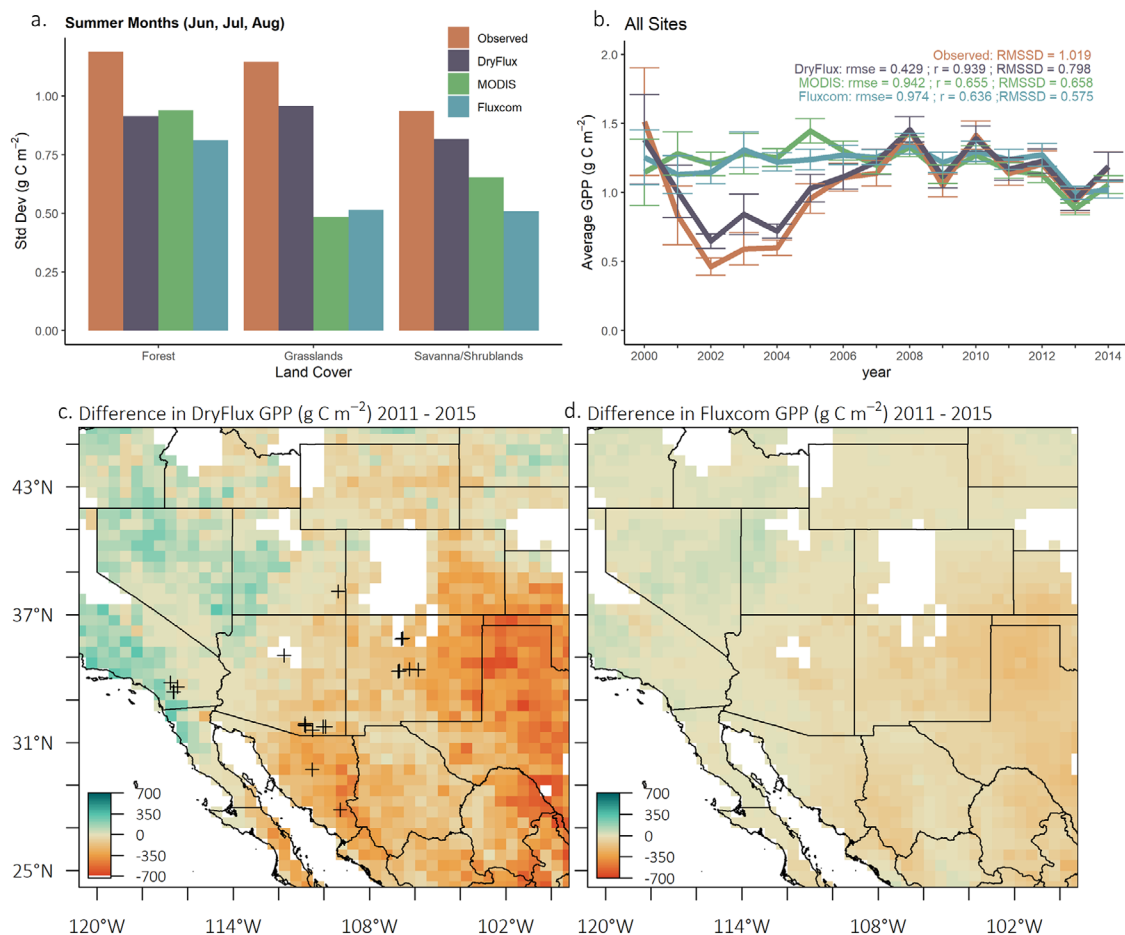 a. Summer Months (Jun, Jul, Aug)
Observed
DryFlux
MODIS
Fluxcom
Std Dev (g C m⁻²)
1.00
0.75
0.50
0.25
0.00
Forest Grasslands Savanna/Shrublands
Land Cover
b. All Sites
Observed: RMSSD = 1.019
DryFlux: rmse = 0.429 ; r = 0.939 ; RMSSD = 0.798
MODIS: rmse = 0.942 ; r = 0.655 ; RMSSD = 0.658
Fluxcom: rmse= 0.974 ; r = 0.636 ;RMSSD = 0.575
Average GPP (g C m⁻²)
2.0
1.5
1.0
0.5
0.0
2000 2002 2004 2006 2008 2010 2012 2014
year
c. Difference in DryFlux GPP (g C m⁻²) 2011 - 2015
43°N
37°N
31°N
25°N
700
350
0
-350
-700
120°W 114°W 108°W 102°W
d. Difference in Fluxcom GPP (g C m⁻²) 2011 - 2015
700
350
0
-350
-700
120°W 114°W 108°W 102°W